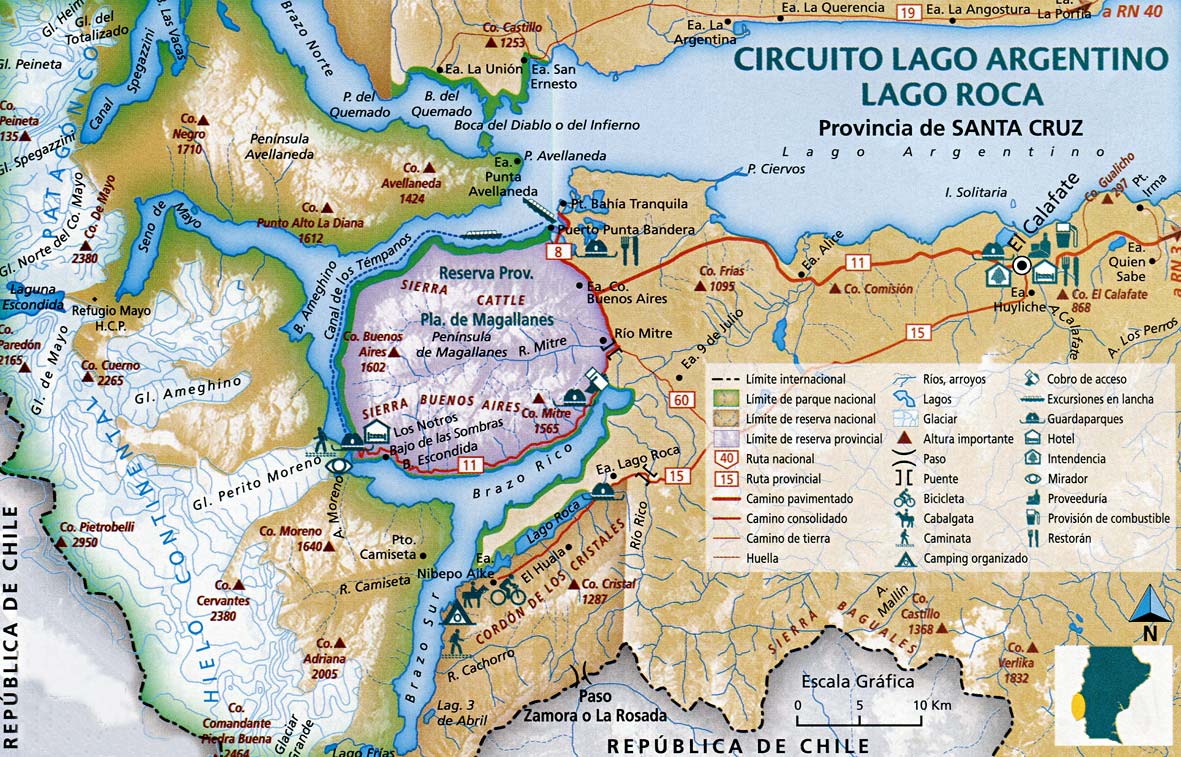 Gl. Heim
Gl. del
Totalizado
Gl. Peineta
Co.
Peineta
135
Gl. Spegazzini
Canal Spegazzini
B. Las Vacas
Brazo Norte
PATAGONICO
Co.
Negro
1710
Península
Avellaneda
P. del
Quemado
B. del
Quemado
Co. Castillo
1253
Ea. La Unión
Ea. San
Ernesto
Boca del Diablo o del Infierno
Co.
Avellaneda
1424
Ea.
Punta
Avellaneda
P. Avellaneda
Co.
Punto Alto La Diana
1612
Ea. La
Argentina
Ea. La Querencia
19
Ea. La Angostura
Ea.
La Porfía
a RN 40
CIRCUITO LAGO ARGENTINO
LAGO ROCA
Provincia de SANTA CRUZ
Lago Argentino
P. Ciervos
I. Solitaria
Co. Gualicho
297
Pt.
Irma
El Calafate
Ea.
Quien
Sabe
a RN 3
Pt. Bahía Tranquila
Puerto Punta Bandera
8
Ea. Alice
11
Co. Frias
1095
Co. Comisión
Ea.
Huyliche
Co. El Calafate
868
A. Calafate
A. Los Perros
15
Gl. Norte del Co. Mayo
Co. De Mayo
2380
Seno de Mayo
Laguna
Escondida
Refugio Mayo
H.C.P.
Gl. de Mayo
Paredón
2165
Co. Cuerno
2265
Gl. Ameghino
B. Ameghino
Canal de los Témpanos
Reserva Prov.
SIERRA CATTLE
Pla. de Magallanes
Península
de Magallanes
Co. Buenos
Aires
1602
R. Mitre
Ea. Co.
Buenos Aires
Río Mitre
Ea. 9 de Julio
60
SIERRA BUENOS AIRES
Co. Mitre
1565
Los Notros
Bajo de las Sombras
B. Escondida
11
Brazo Rico
Gl. Perito Moreno
A. Moreno
Co. Moreno
1640
Pto.
Camiseta
R. Camiseta
Co. Pietrobelli
2950
HIELO CONTINENTAL
Co.
Cervantes
2380
Co.
Adriana
2005
Co.
Comandante
Piedra Buena
2464
Glaciar
Grande
Lago Frías
Brazo Sur
Ea. Lago Roca
15
Lago Roca
Río Rico
Ea.
Nibepo Aike
El Huala
CORDÓN DE LOS CRISTALES
Co. Cristal
1287
R. Cachorro
Lag. 3
de Abril
Paso
Zamora o La Rosada
SIERRA BAGUALES
A. Mallín
Co.
Castillo
1368
Co.
Verlika
1832
REPÚBLICA DE CHILE
REPÚBLICA DE CHILE
Límite internacional
Límite de parque nacional
Límite de reserva nacional
Límite de reserva provincial
40 Ruta nacional
15 Ruta provincial
Camino pavimentado
Camino consolidado
Camino de tierra
Huella
Ríos, arroyos
Lagos
Glaciar
Altura importante
Paso
Puente
Bicicleta
Cabalgata
Caminata
Camping organizado
Cobro de acceso
Excursiones en lancha
Guardaparques
Hotel
Intendencia
Mirador
Proveeduría
Provisión de combustible
Restorán
Escala Gráfica
0 5 10 Km
N